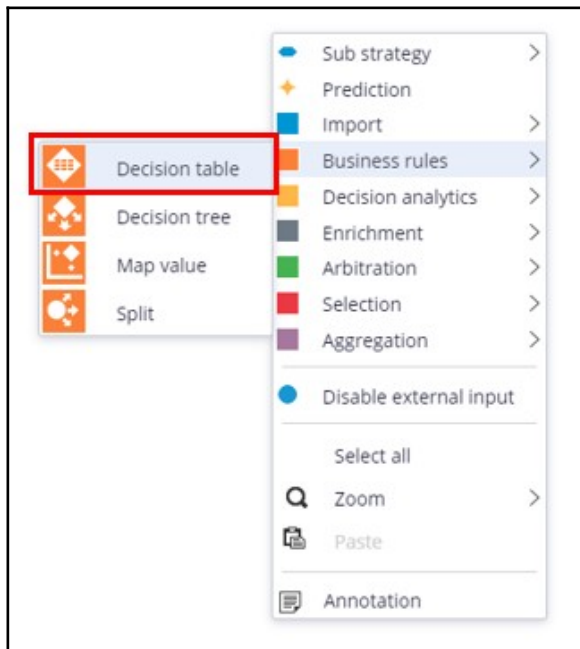 Sub strategy
Prediction
Import
Business rules
Decision analytics
Enrichment
Arbitration
Selection
Aggregation
Disable external input
Select all
Zoom
Paste
Annotation
Decision table
Decision tree
Map value
Split